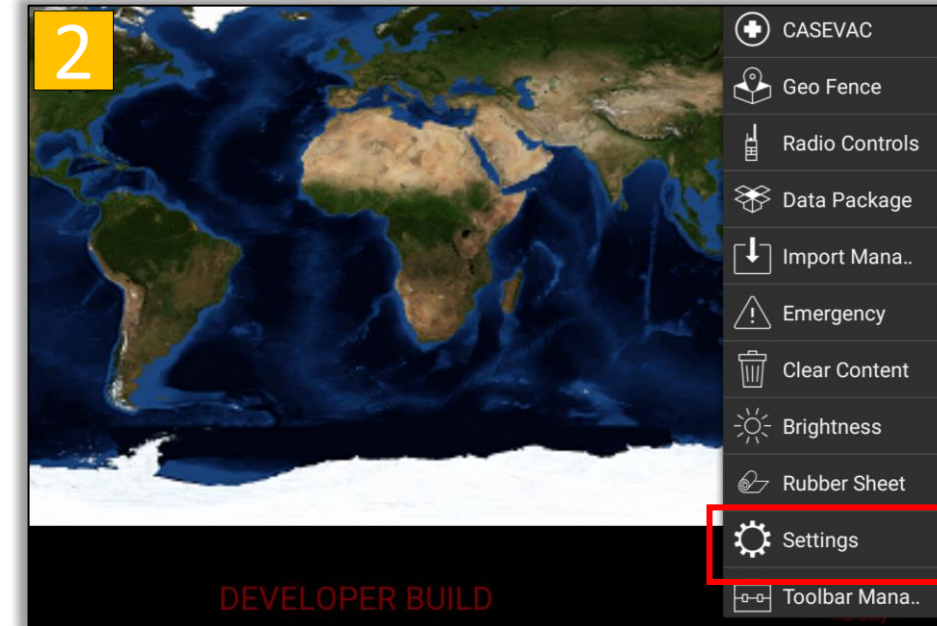 2
CASEVAC
Geo Fence
Radio Controls
Data Package
Import Mana..
Emergency
Clear Content
Brightness
Rubber Sheet
Settings
Toolbar Mana..
DEVELOPER BUILD